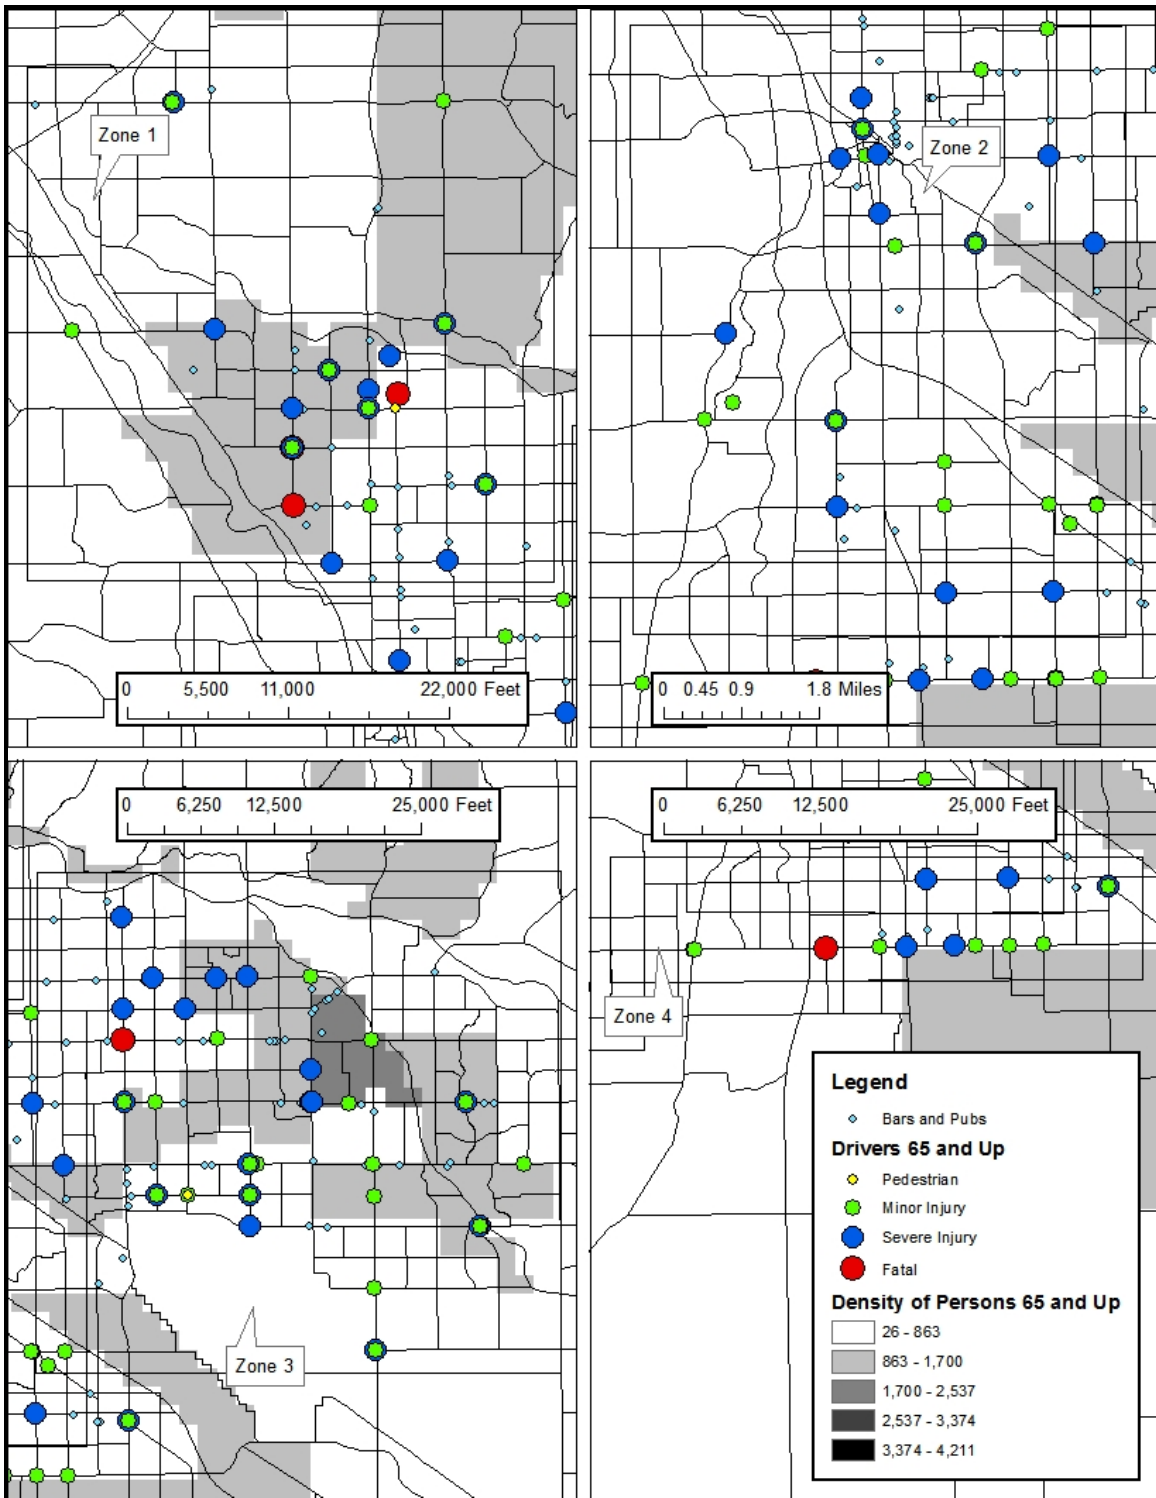 Zone 1
Zone 2
0 5,500 11,000 22,000 Feet
0 0.45 0.9 1.8 Miles
0 6,250 12,500 25,000 Feet
0 6,250 12,500 25,000 Feet
Zone 4
Zone 3
Legend
Bars and Pubs
Drivers 65 and Up
Pedestrian
Minor Injury
Severe Injury
Fatal
Density of Persons 65 and Up
26 - 863
863 - 1,700
1,700 - 2,537
2,537 - 3,374
3,374 - 4,211